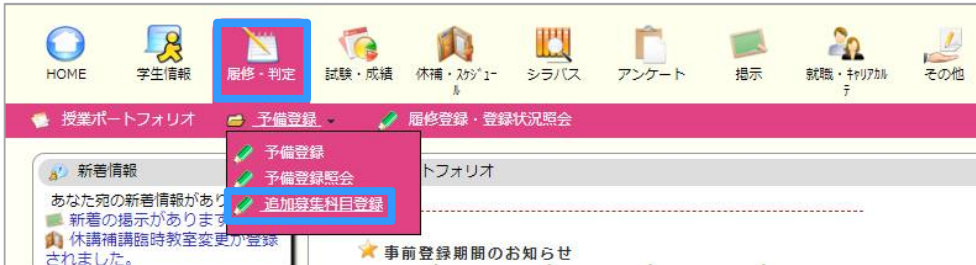 HOME
学生情報
履修・判定
試験・成績
休補・ｽｹｼﾞｭｰ
ﾙ
シラバス
アンケート
掲示
就職・ｷｬﾘｱｶﾙ
ﾃ
その他
授業ポートフォリオ
予備登録
履修登録・登録状況照会
予備登録
予備登録照会
追加募集科目登録
新着情報
トフォリオ
あなた宛の新着情報があり
新着の掲示があります
休講補講臨時教室変更が登録
されました。
事前登録期間のお知らせ